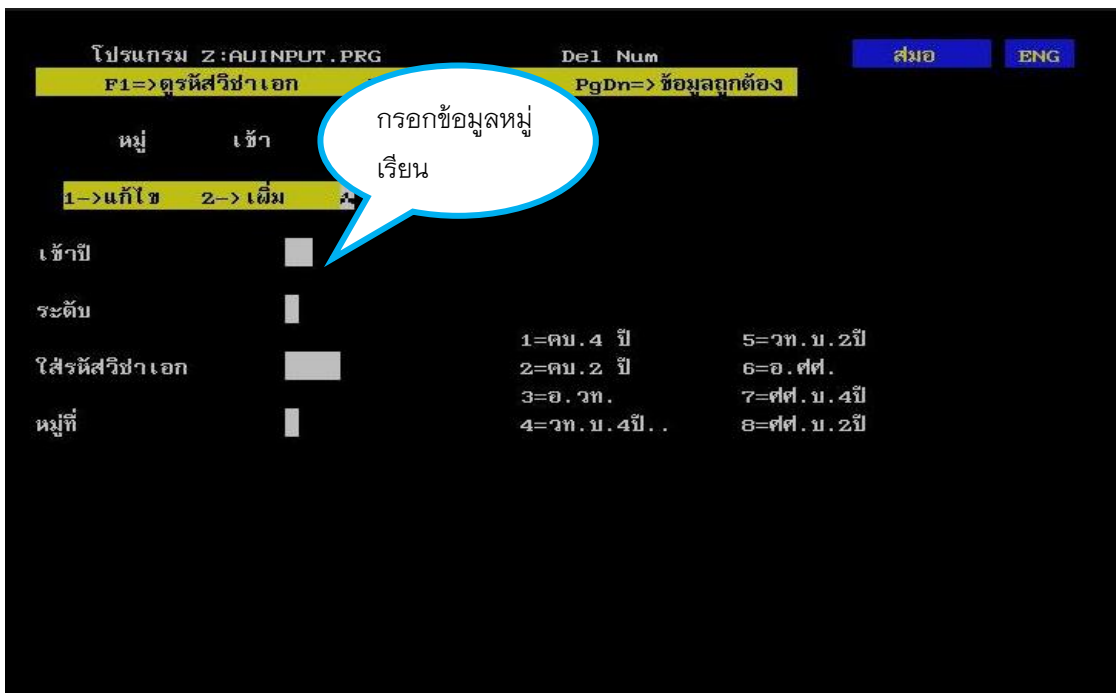 โปรแกรม Z:AUINPUT.PRG Del Num สมอ ENG
F1=>ดูรหัสวิชาเอก PgDn=>ข้อมูลถูกต้อง
กรอกข้อมูลหมู่
เรียน
หมู่ เข้า
1->แก้ไข 2->เพิ่ม
เข้าปี
ระดับ
1=คบ.4 ปี 5=วท.บ.2ปี
ใส่รหัสวิชาเอก 2=คบ.2 ปี 6=อ.ศศ.
3=อ.วท. 7=ศศ.บ.4ปี
หมู่ที่ 4=วท.บ.4ปี.. 8=ศศ.บ.2ปี